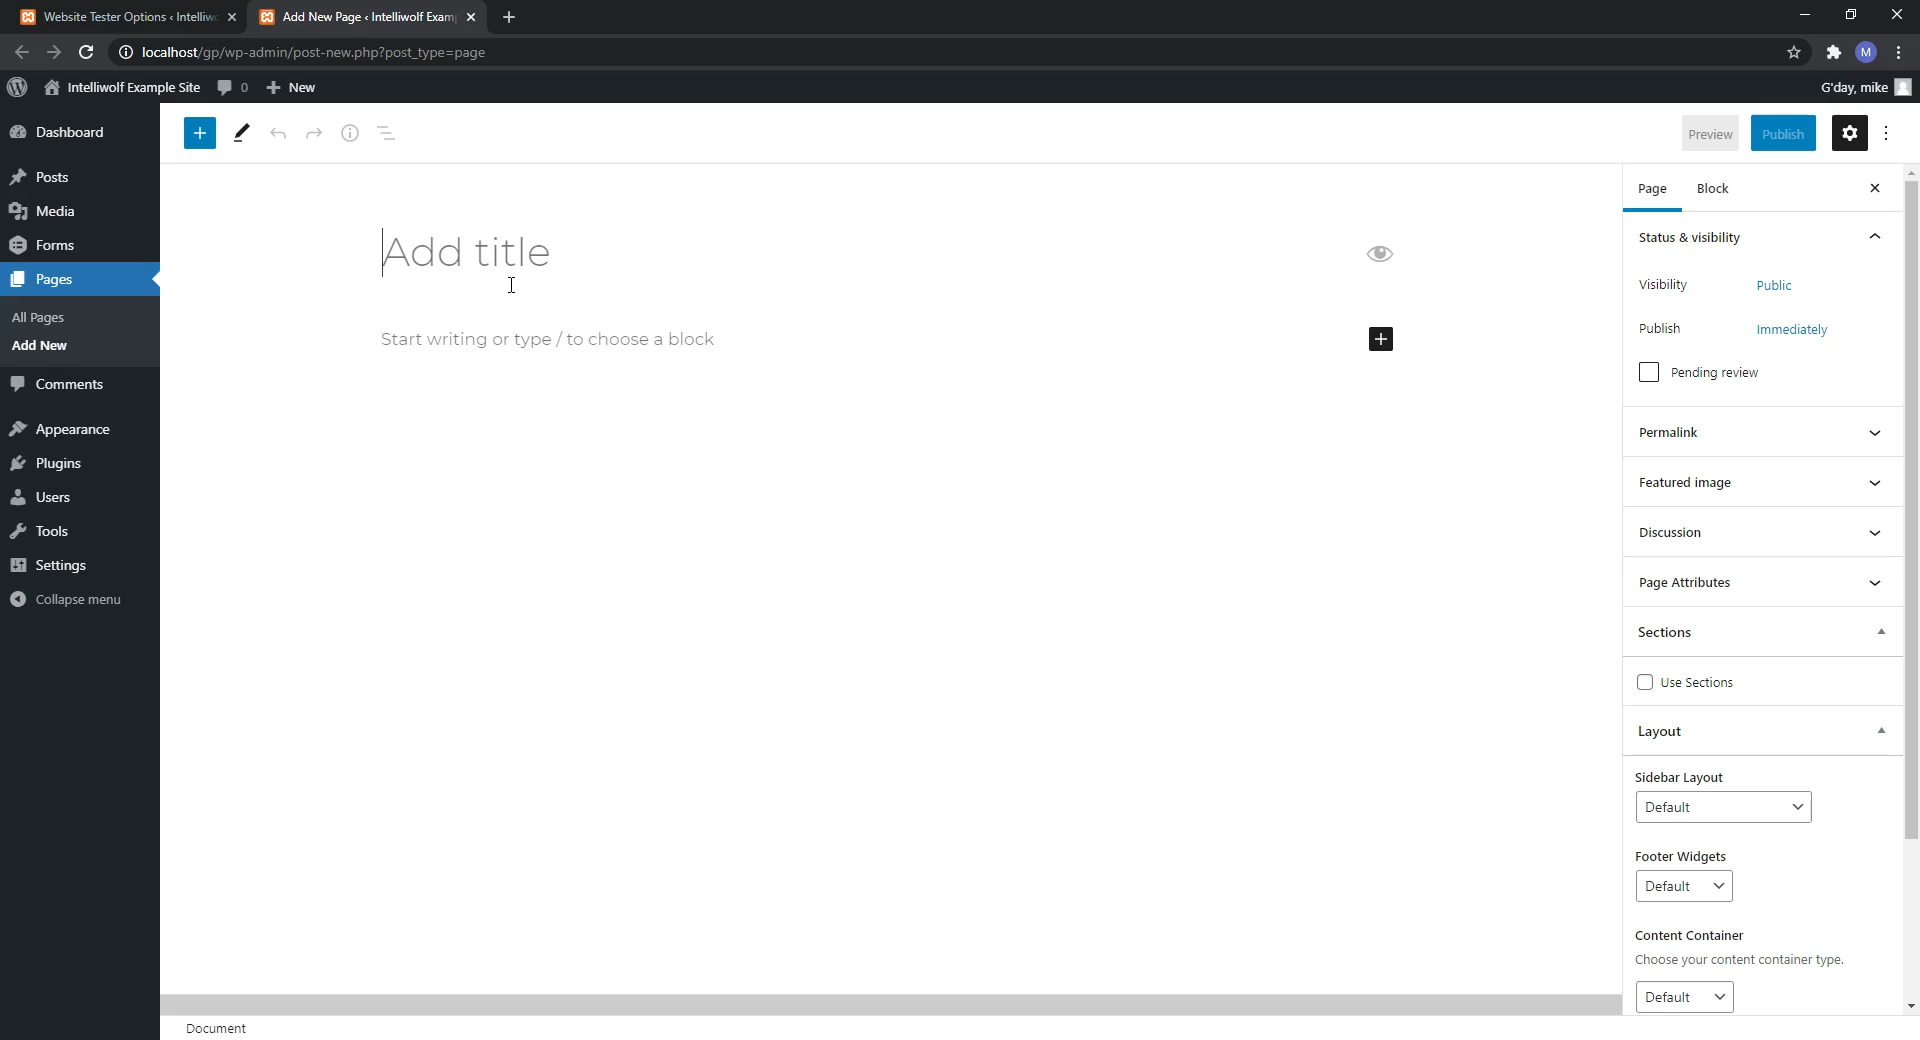 Website Tester Options ‹ Intelliw
Add New Page ‹ Intelliwolf Exam
localhost/gp/wp-admin/post-new.php?post_type=page
M
Intelliwolf Example Site
0
New
G'day, mike
Dashboard
Posts
Media
Forms
Pages
All Pages
Add New
Comments
Appearance
Plugins
Users
Tools
Settings
Collapse menu
Preview
Publish
Add title
Start writing or type / to choose a block
Page
Block
Status & visibility
Visibility
Public
Publish
Immediately
Pending review
Permalink
Featured image
Discussion
Page Attributes
Sections
Use Sections
Layout
Sidebar Layout
Default
Footer Widgets
Default
Content Container
Choose your content container type.
Default
Document